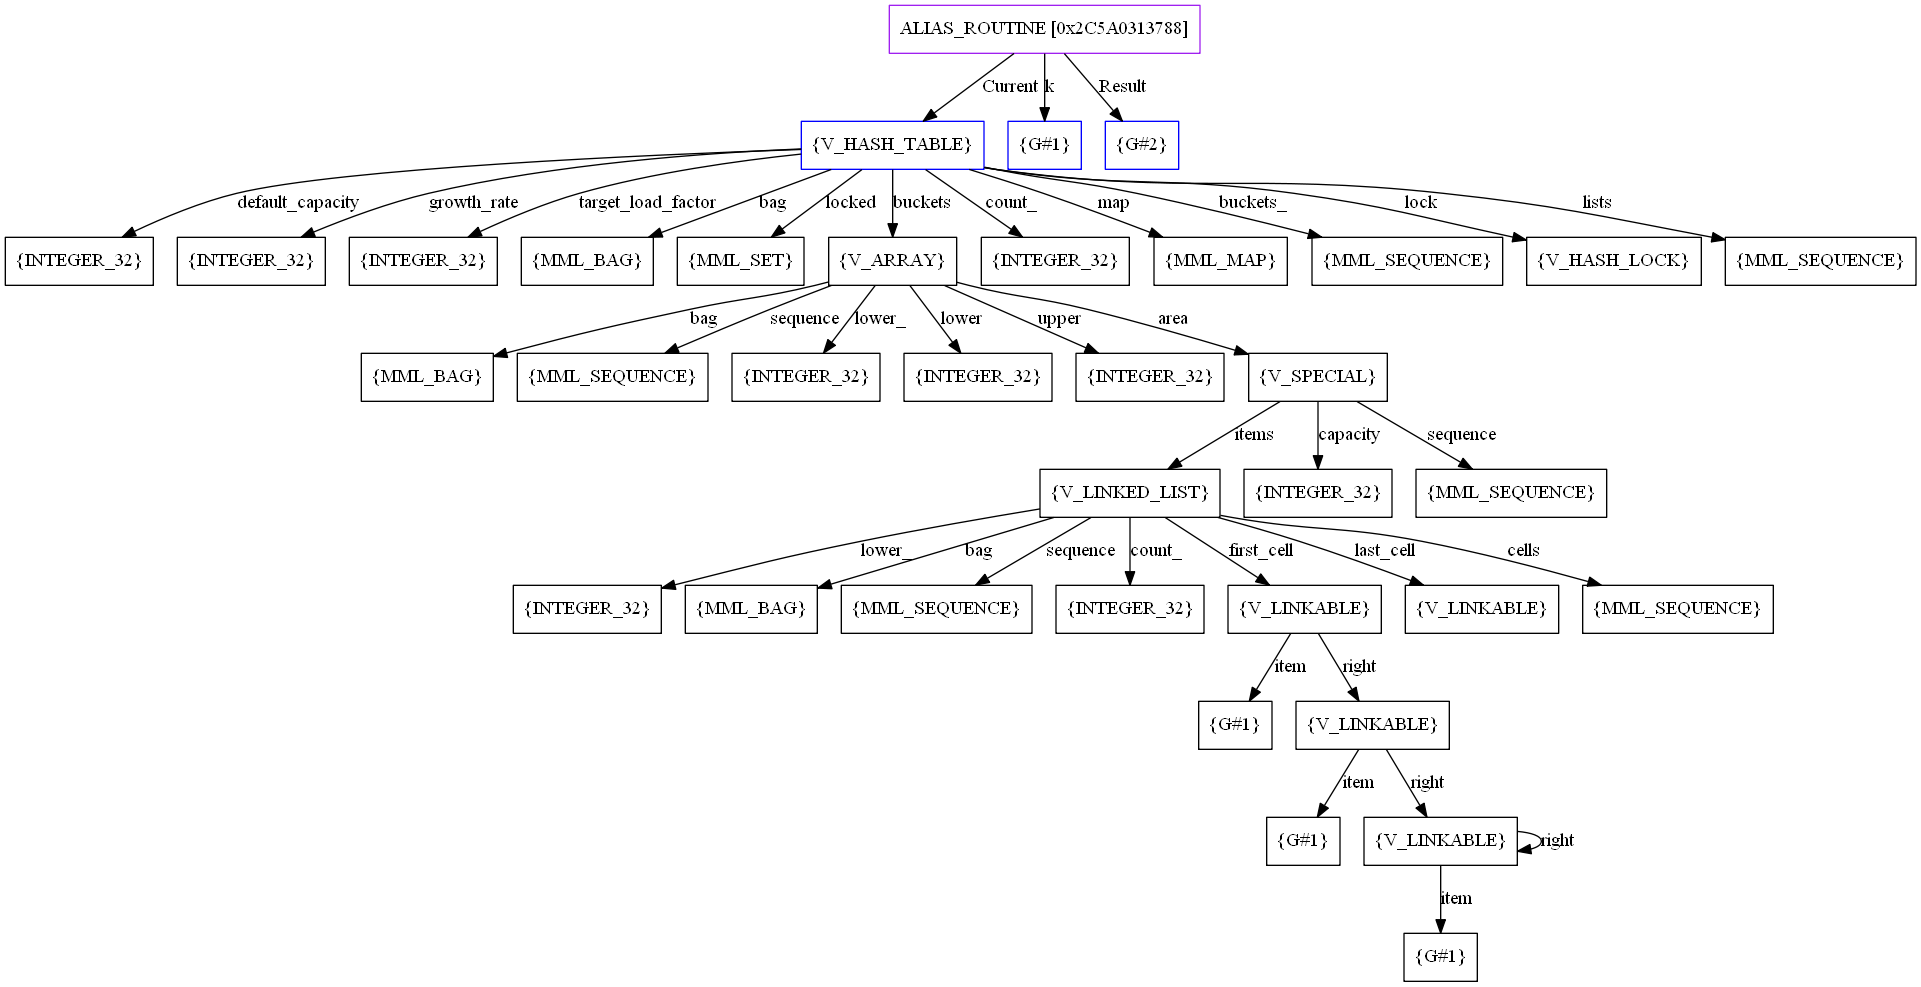 ALIAS_ROUTINE [0x2C5A0313788]
Current k Result
{V_HASH_TABLE} {G#1} {G#2}
default_capacity growth_rate target_load_factor bag locked buckets count_ map buckets_ lock lists
{INTEGER_32} {INTEGER_32} {INTEGER_32} {MML_BAG} {MML_SET} {V_ARRAY} {INTEGER_32} {MML_MAP} {MML_SEQUENCE} {V_HASH_LOCK} {MML_SEQUENCE}
bag sequence lower_ lower upper area
{MML_BAG} {MML_SEQUENCE} {INTEGER_32} {INTEGER_32} {INTEGER_32} {V_SPECIAL}
items capacity sequence
{V_LINKED_LIST} {INTEGER_32} {MML_SEQUENCE}
lower_ bag sequence count_ first_cell last_cell cells
{INTEGER_32} {MML_BAG} {MML_SEQUENCE} {INTEGER_32} {V_LINKABLE} {V_LINKABLE} {MML_SEQUENCE}
item right
{G#1} {V_LINKABLE}
item right
{G#1} {V_LINKABLE} right
item
{G#1}